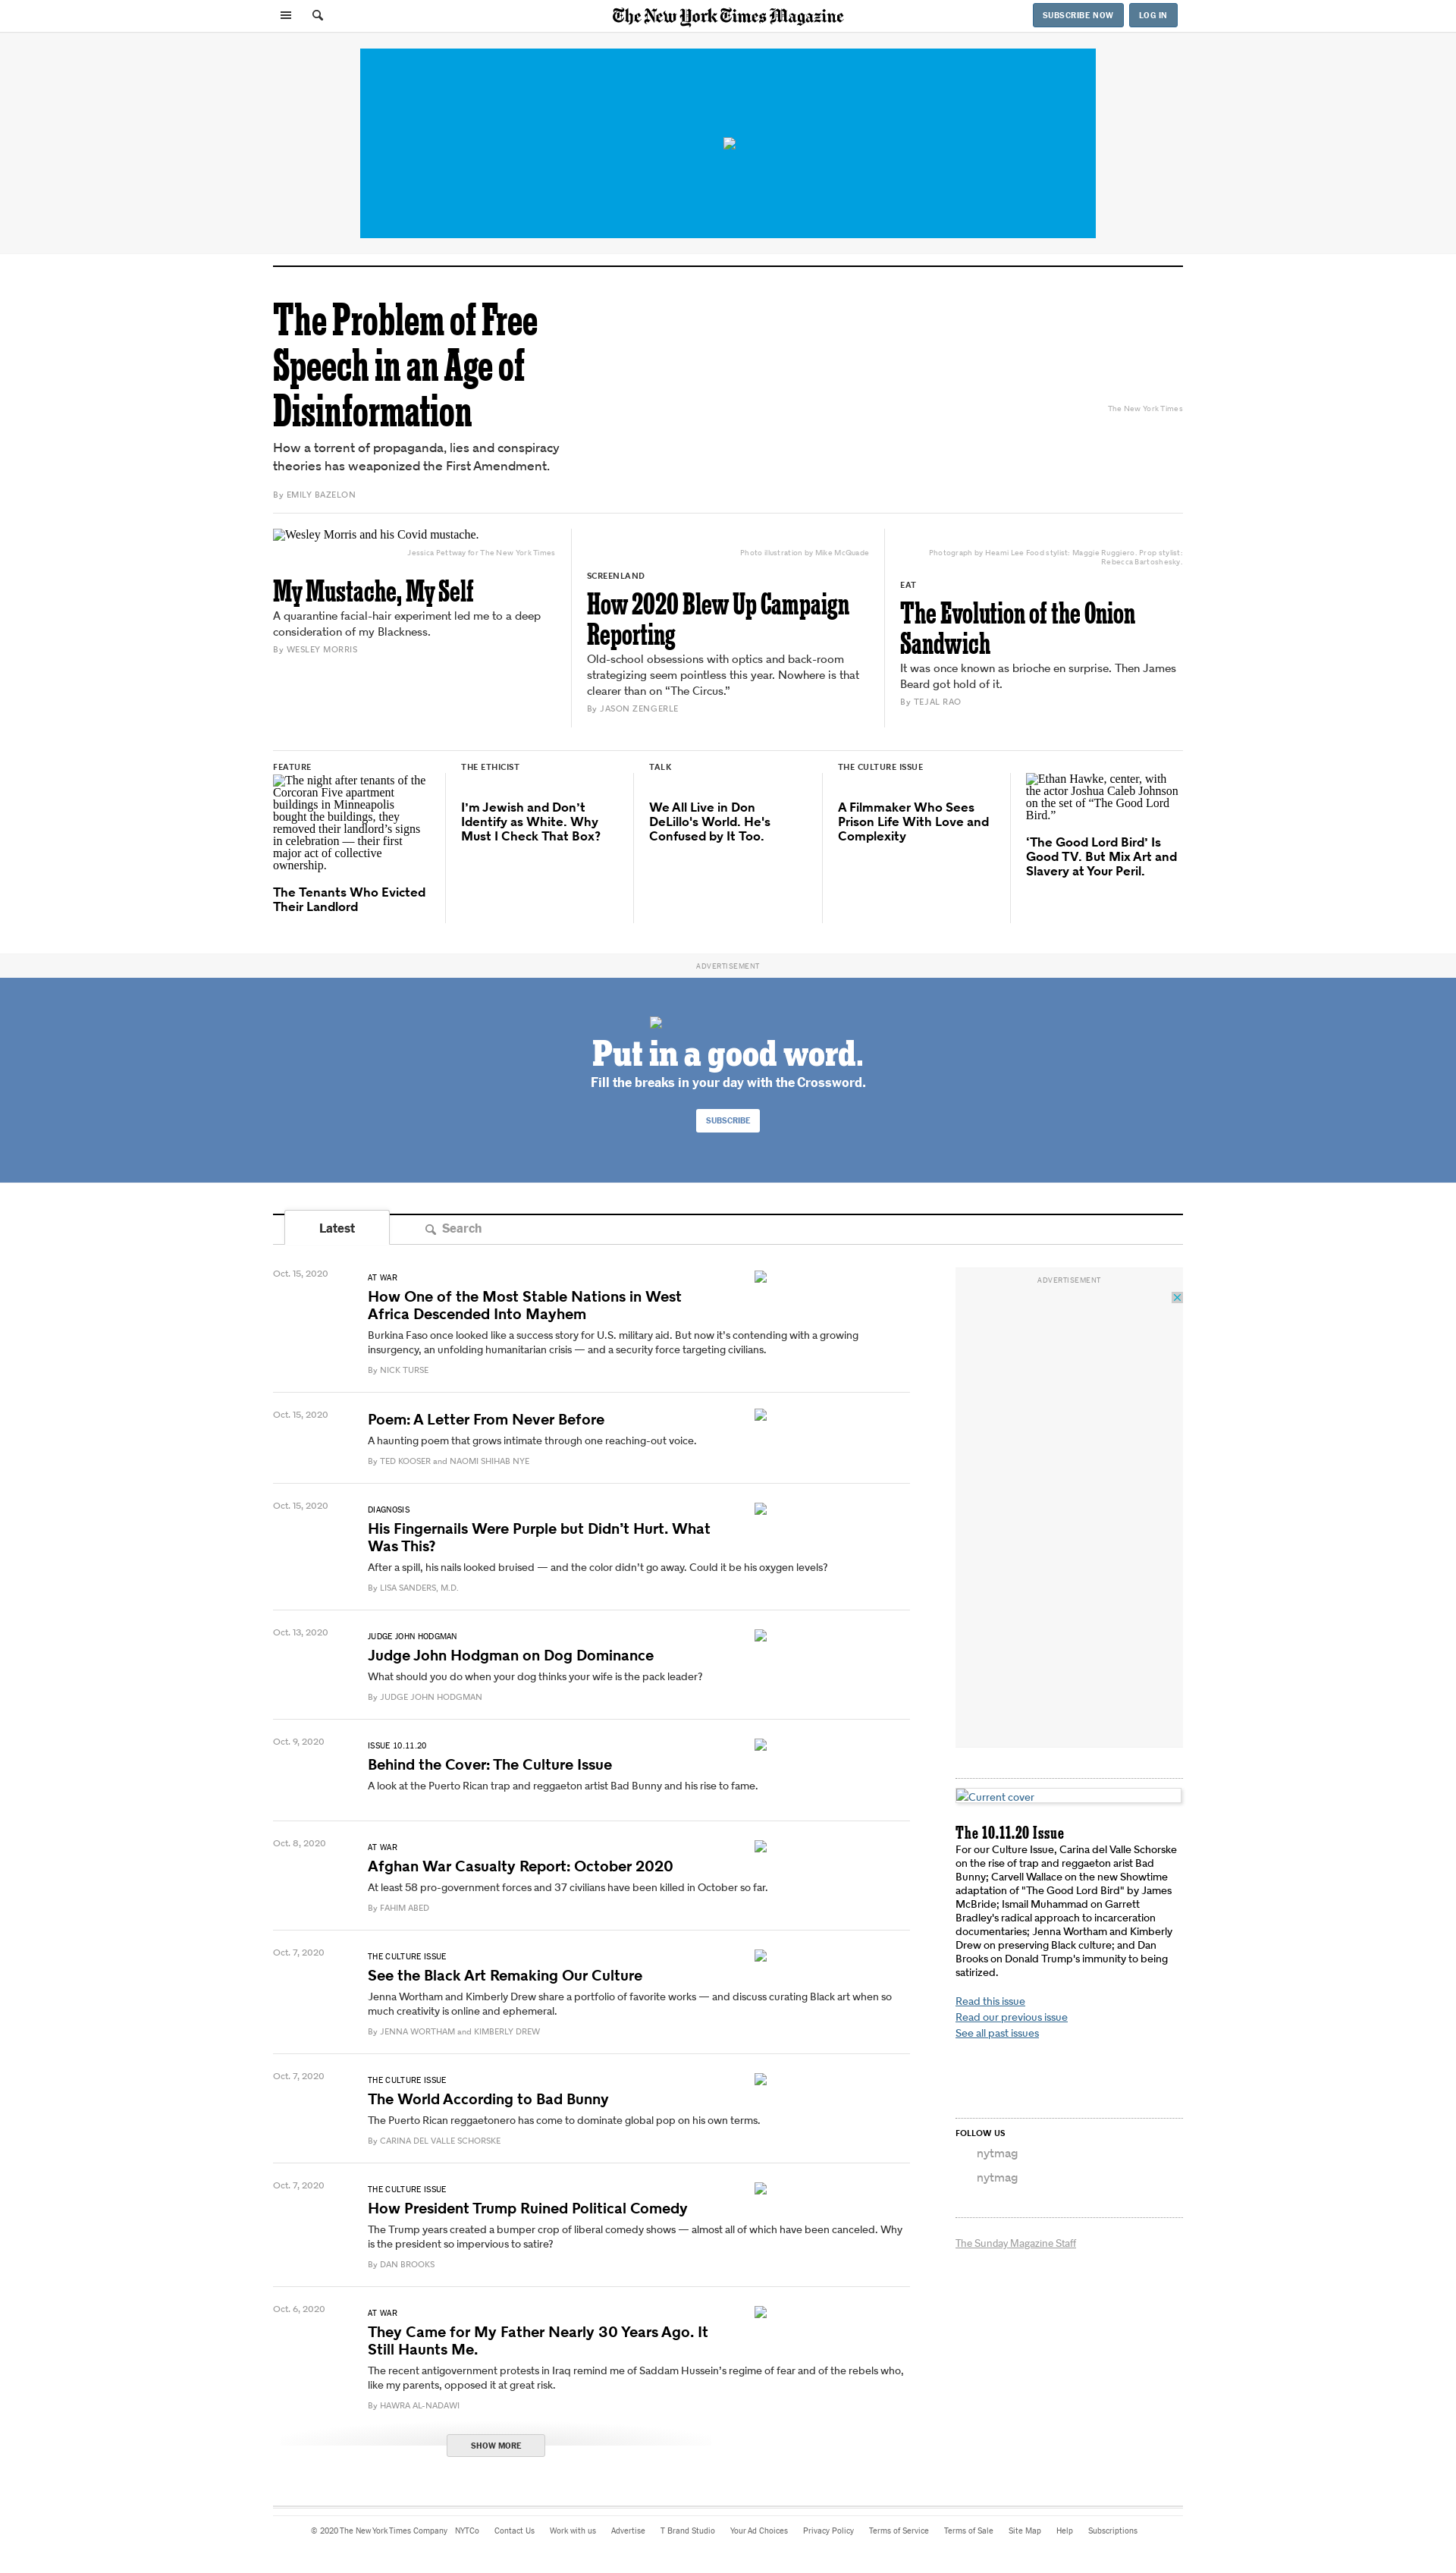 The New York Times Magazine
SUBSCRIBE NOW
LOG IN
The Problem of Free
Speech in an Age of
Disinformation
How a torrent of propaganda, lies and conspiracy
theories has weaponized the First Amendment.
By EMILY BAZELON
The New York Times
Wesley Morris and his Covid mustache.
Jessica Pettway for The New York Times
My Mustache, My Self
A quarantine facial-hair experiment led me to a deep
consideration of my Blackness.
By WESLEY MORRIS
Photo illustration by Mike McQuade
SCREENLAND
How 2020 Blew Up Campaign
Reporting
Old-school obsessions with optics and back-room
strategizing seem pointless this year. Nowhere is that
clearer than on “The Circus.”
By JASON ZENGERLE
Photograph by Heami Lee Food stylist: Maggie Ruggiero. Prop stylist:
Rebecca Bartoshesky.
EAT
The Evolution of the Onion
Sandwich
It was once known as brioche en surprise. Then James
Beard got hold of it.
By TEJAL RAO
FEATURE
The night after tenants of the
Corcoran Five apartment
buildings in Minneapolis
bought the buildings, they
removed their landlord’s signs
in celebration — their first
major act of collective
ownership.
The Tenants Who Evicted
Their Landlord
THE ETHICIST
I’m Jewish and Don’t
Identify as White. Why
Must I Check That Box?
TALK
We All Live in Don
DeLillo's World. He's
Confused by It Too.
THE CULTURE ISSUE
A Filmmaker Who Sees
Prison Life With Love and
Complexity
Ethan Hawke, center, with
the actor Joshua Caleb Johnson
on the set of “The Good Lord
Bird.”
‘The Good Lord Bird’ Is
Good TV. But Mix Art and
Slavery at Your Peril.
ADVERTISEMENT
Put in a good word.
Fill the breaks in your day with the Crossword.
SUBSCRIBE
Latest
Search
Oct. 15, 2020
AT WAR
How One of the Most Stable Nations in West
Africa Descended Into Mayhem
Burkina Faso once looked like a success story for U.S. military aid. But now it’s contending with a growing
insurgency, an unfolding humanitarian crisis — and a security force targeting civilians.
By NICK TURSE
Oct. 15, 2020
Poem: A Letter From Never Before
A haunting poem that grows intimate through one reaching-out voice.
By TED KOOSER and NAOMI SHIHAB NYE
Oct. 15, 2020
DIAGNOSIS
His Fingernails Were Purple but Didn’t Hurt. What
Was This?
After a spill, his nails looked bruised — and the color didn’t go away. Could it be his oxygen levels?
By LISA SANDERS, M.D.
Oct. 13, 2020
JUDGE JOHN HODGMAN
Judge John Hodgman on Dog Dominance
What should you do when your dog thinks your wife is the pack leader?
By JUDGE JOHN HODGMAN
Oct. 9, 2020
ISSUE 10.11.20
Behind the Cover: The Culture Issue
A look at the Puerto Rican trap and reggaeton artist Bad Bunny and his rise to fame.
Oct. 8, 2020
AT WAR
Afghan War Casualty Report: October 2020
At least 58 pro-government forces and 37 civilians have been killed in October so far.
By FAHIM ABED
Oct. 7, 2020
THE CULTURE ISSUE
See the Black Art Remaking Our Culture
Jenna Wortham and Kimberly Drew share a portfolio of favorite works — and discuss curating Black art when so
much creativity is online and ephemeral.
By JENNA WORTHAM and KIMBERLY DREW
Oct. 7, 2020
THE CULTURE ISSUE
The World According to Bad Bunny
The Puerto Rican reggaetonero has come to dominate global pop on his own terms.
By CARINA DEL VALLE SCHORSKE
Oct. 7, 2020
THE CULTURE ISSUE
How President Trump Ruined Political Comedy
The Trump years created a bumper crop of liberal comedy shows — almost all of which have been canceled. Why
is the president so impervious to satire?
By DAN BROOKS
Oct. 6, 2020
AT WAR
They Came for My Father Nearly 30 Years Ago. It
Still Haunts Me.
The recent antigovernment protests in Iraq remind me of Saddam Hussein’s regime of fear and of the rebels who,
like my parents, opposed it at great risk.
By HAWRA AL-NADAWI
SHOW MORE
ADVERTISEMENT
Current cover
The 10.11.20 Issue
For our Culture Issue, Carina del Valle Schorske
on the rise of trap and reggaeton arist Bad
Bunny; Carvell Wallace on the new Showtime
adaptation of "The Good Lord Bird" by James
McBride; Ismail Muhammad on Garrett
Bradley's radical approach to incarceration
documentaries; Jenna Wortham and Kimberly
Drew on preserving Black culture; and Dan
Brooks on Donald Trump's immunity to being
satirized.
Read this issue
Read our previous issue
See all past issues
FOLLOW US
nytmag
nytmag
The Sunday Magazine Staff
© 2020 The New York Times Company NYTCo Contact Us Work with us Advertise T Brand Studio Your Ad Choices Privacy Policy Terms of Service Terms of Sale Site Map Help Subscriptions